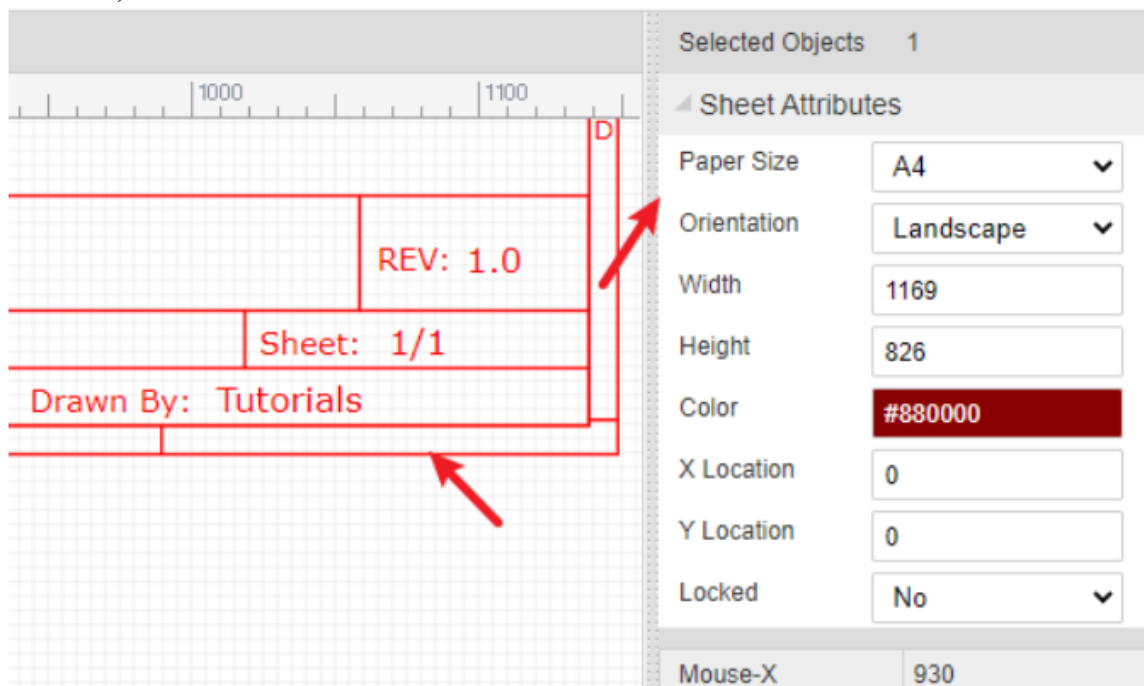 Selected Objects 1
1000 1100
Sheet Attributes
D
Paper Size A4
Orientation Landscape
REV: 1.0
Width 1169
Sheet: 1/1
Height 826
Drawn By: Tutorials
Color #880000
X Location 0
Y Location 0
Locked No
Mouse-X 930